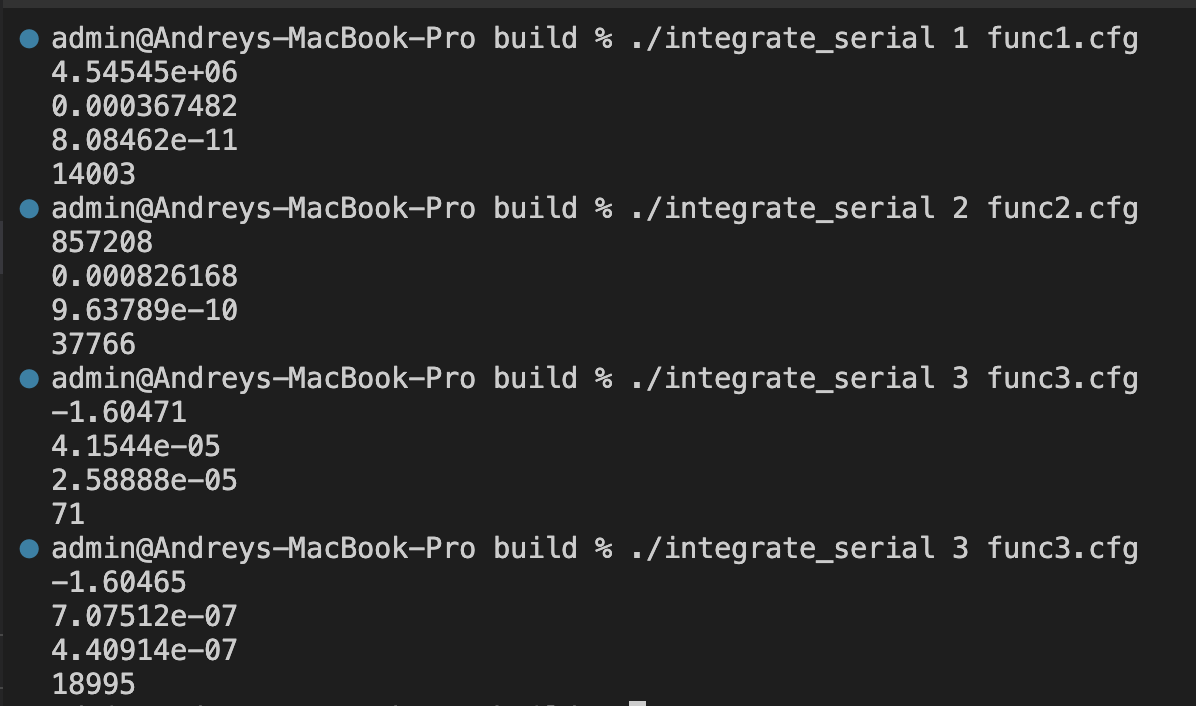 admin@Andreys-MacBook-Pro build % ./integrate_serial 1 func1.cfg
4.54545e+06
0.000367482
8.08462e-11
14003
admin@Andreys-MacBook-Pro build % ./integrate_serial 2 func2.cfg
857208
0.000826168
9.63789e-10
37766
admin@Andreys-MacBook-Pro build % ./integrate_serial 3 func3.cfg
-1.60471
4.1544e-05
2.58888e-05
71
admin@Andreys-MacBook-Pro build % ./integrate_serial 3 func3.cfg
-1.60465
7.07512e-07
4.40914e-07
18995